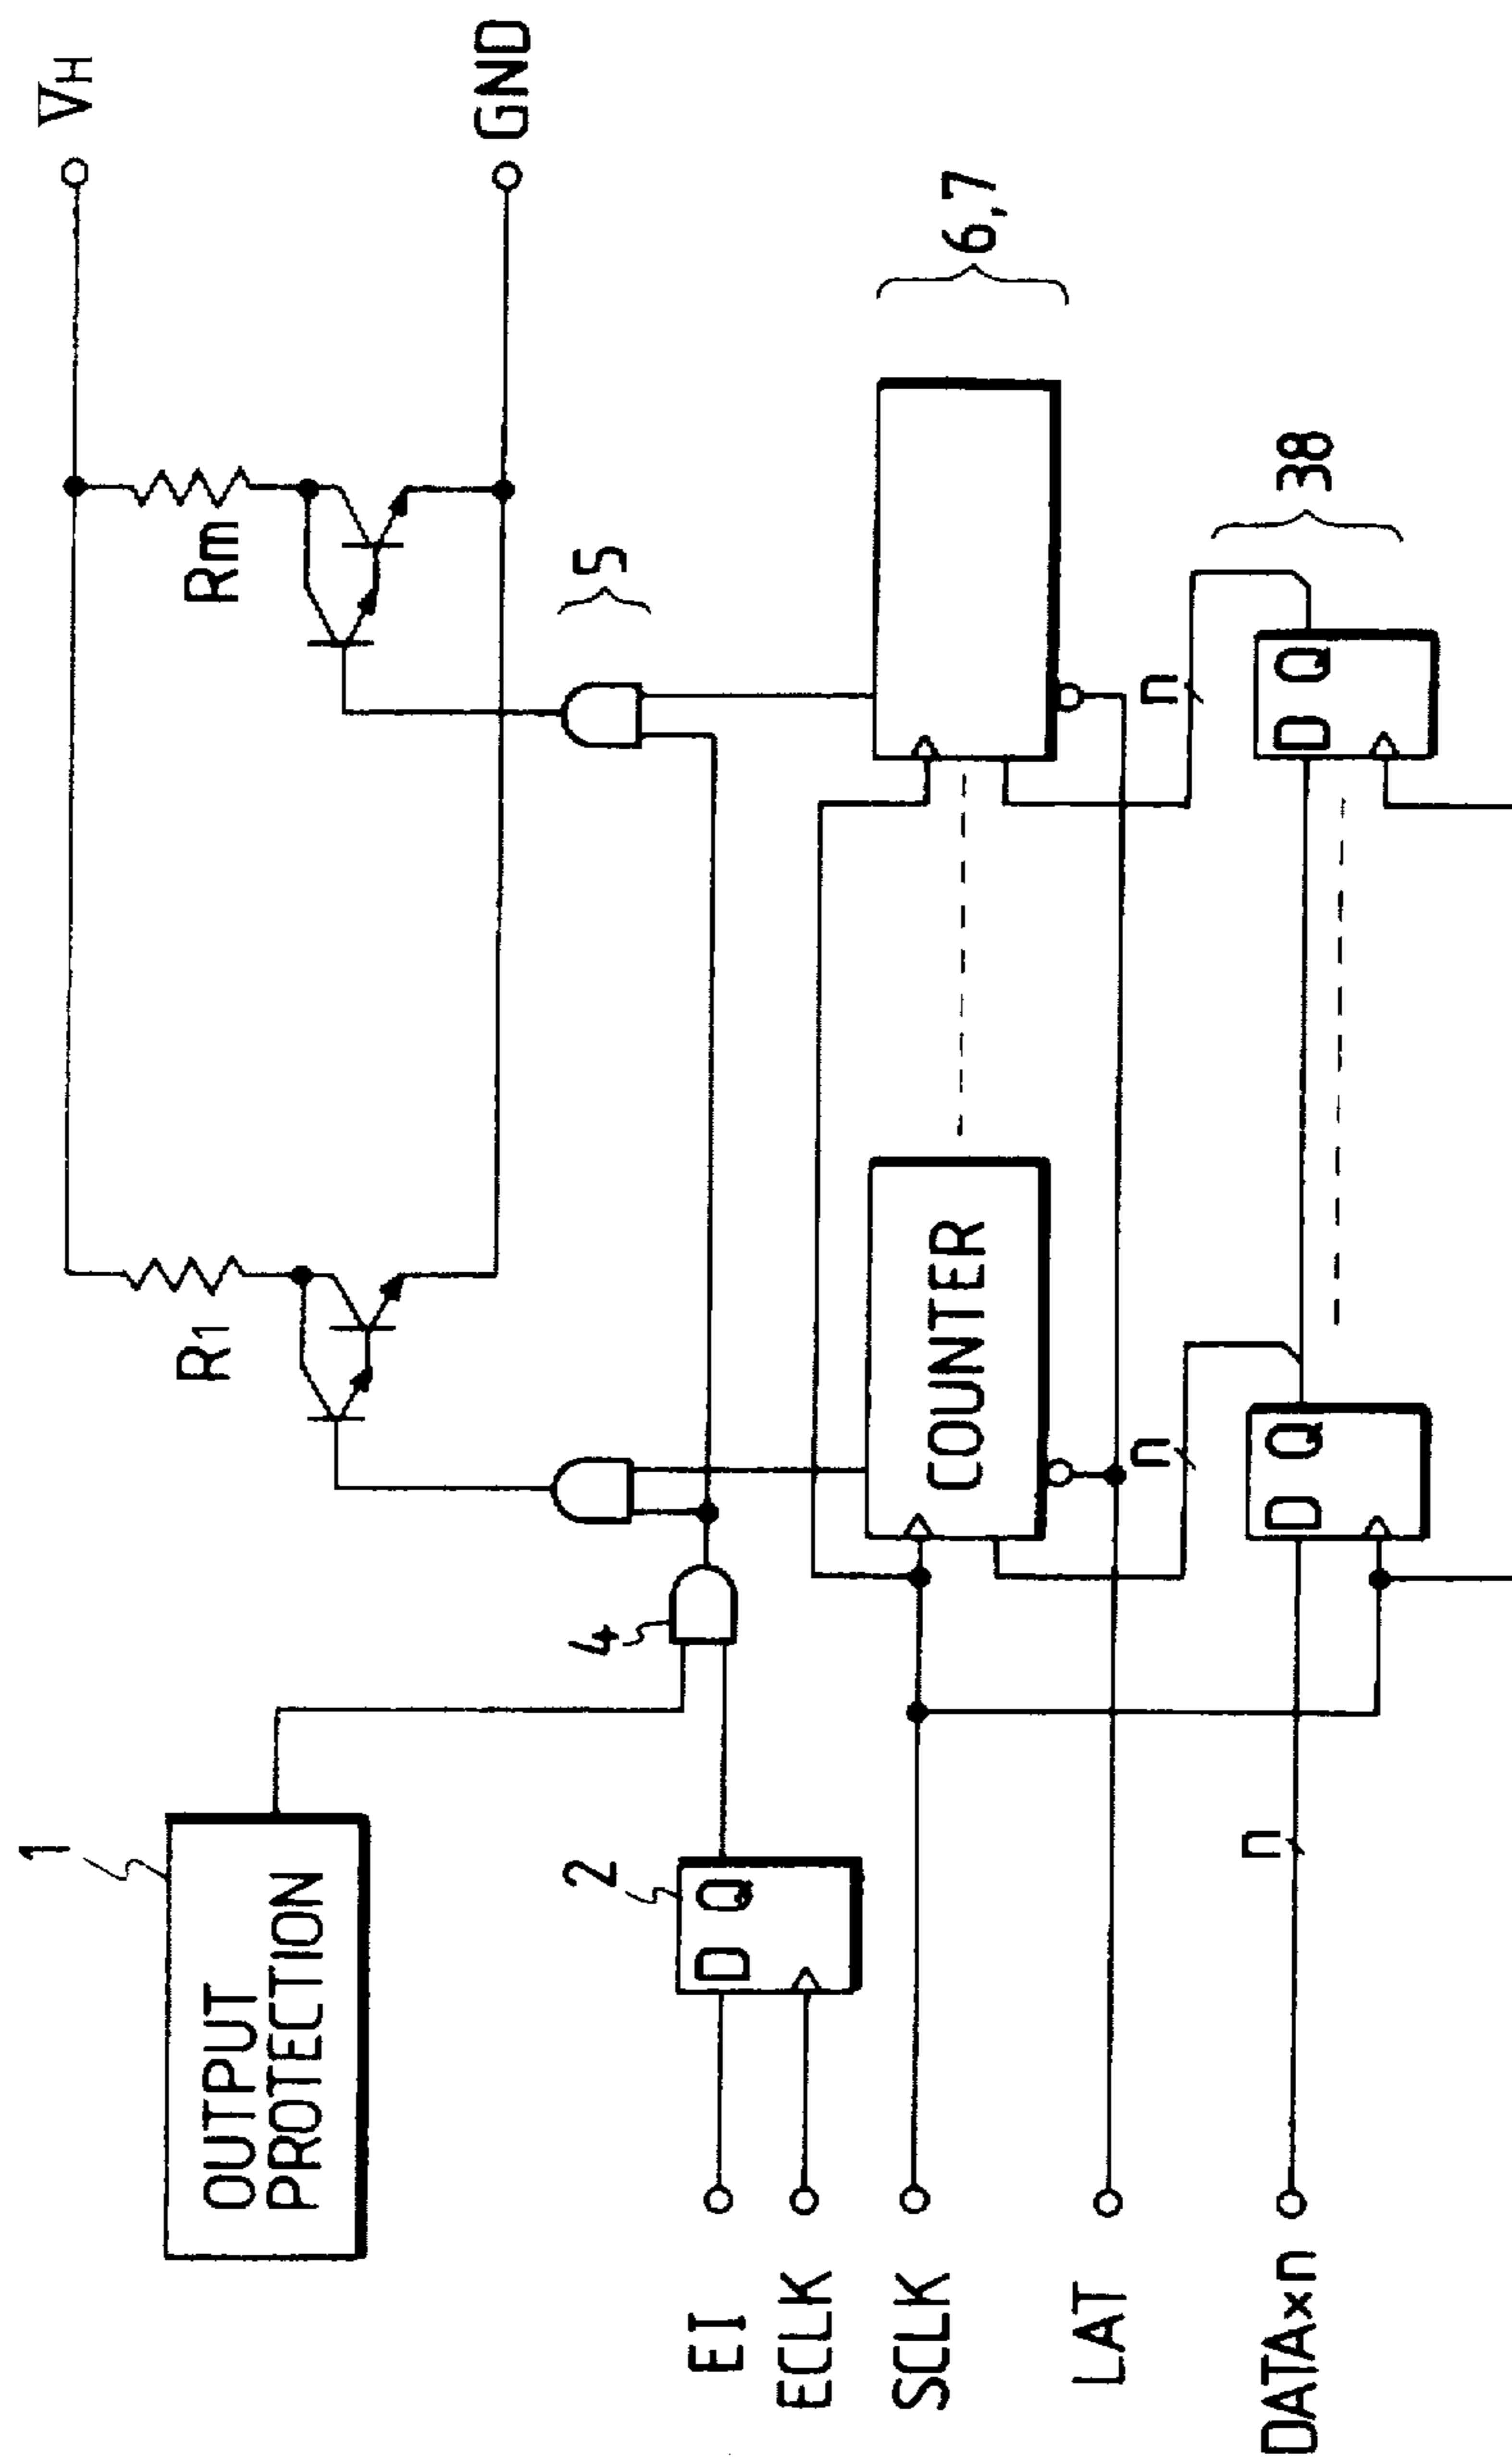 VH
GND
R1
Rm
1
OUTPUT
PROTECTION
4
5
2
D Q
EI
ECLK
COUNTER
6,7
SCLK
LAT
n
n
n
D Q
D Q
38
DATA×n